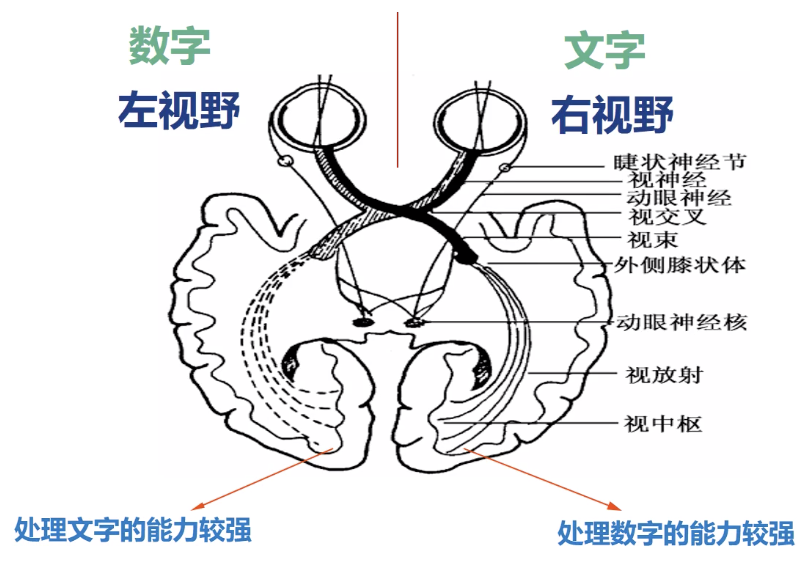 数字
文字
左视野
右视野
睫状神经节
视神经
动眼神经
视交叉
视束
外侧膝状体
动眼神经核
视放射
视中枢
处理文字的能力较强
处理数字的能力较强